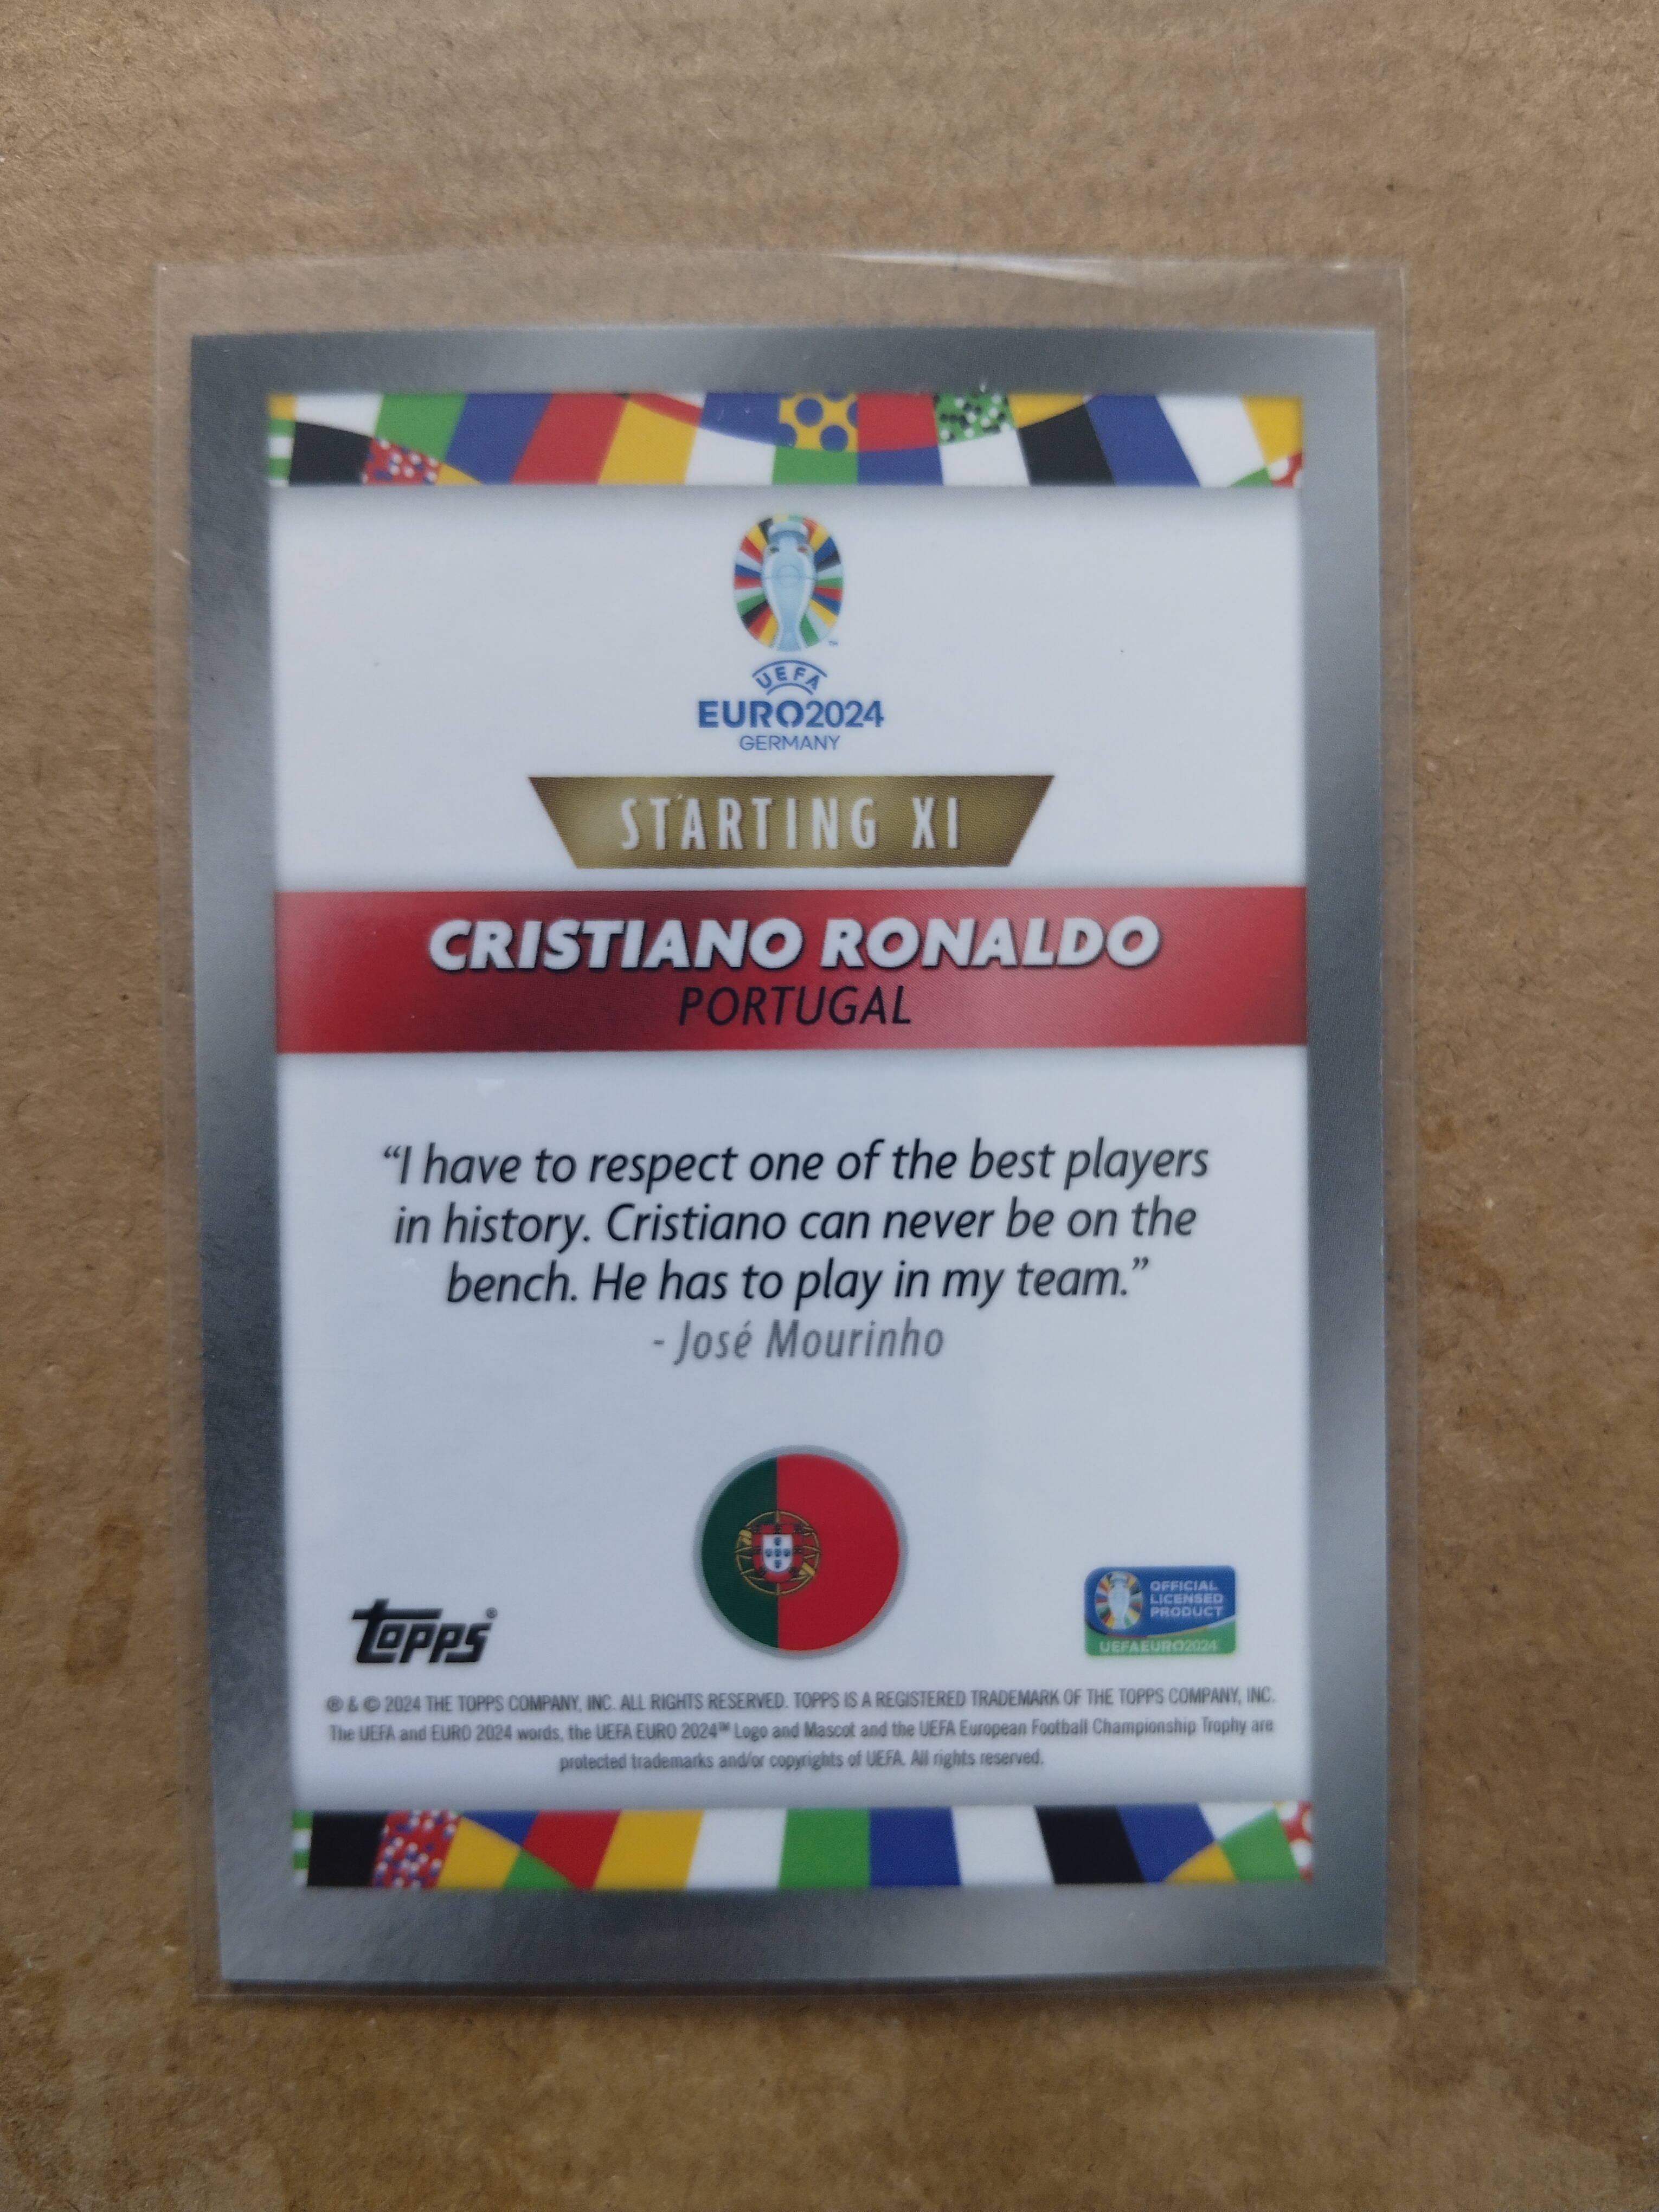 UEFA
EURO2024
GERMANY
STARTING XI
CRISTIANO RONALDO
PORTUGAL
“I have to respect one of the best players
in history. Cristiano can never be on the
bench. He has to play in my team.”
- José Mourinho
topps®
OFFICIAL
LICENSED
PRODUCT
UEFAEURO2024
® & © 2024 THE TOPPS COMPANY, INC. ALL RIGHTS RESERVED. TOPPS IS A REGISTERED TRADEMARK OF THE TOPPS COMPANY, INC.
The UEFA and EURO 2024 words, the UEFA EURO 2024™ Logo and Mascot and the UEFA European Football Championship Trophy are
protected trademarks and/or copyrights of UEFA. All rights reserved.